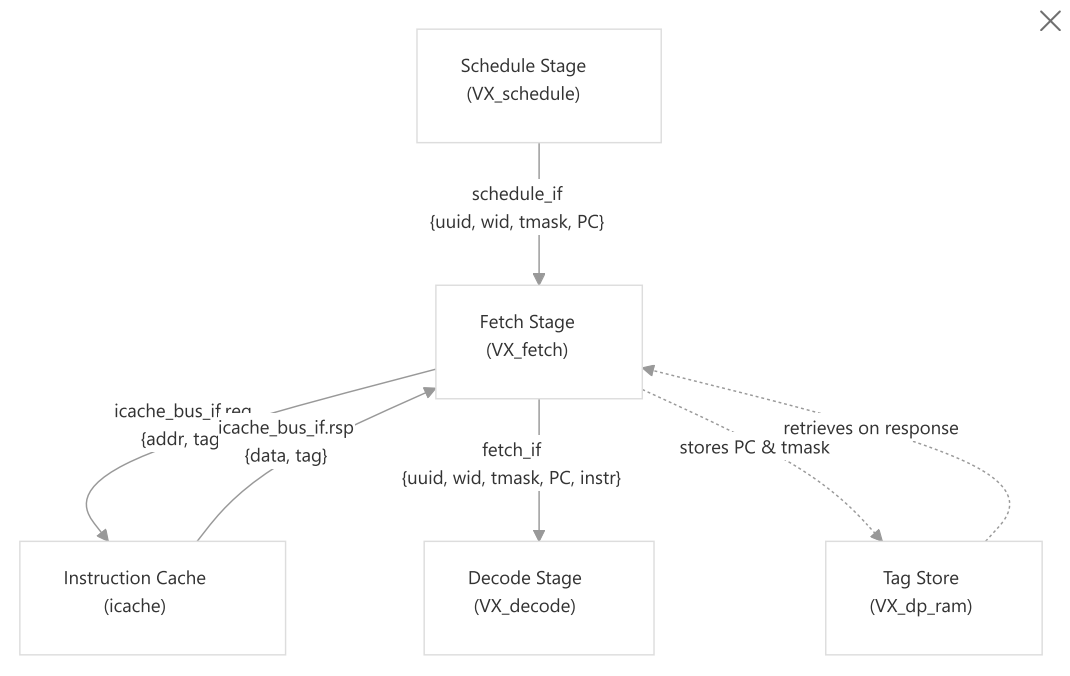 Schedule Stage
(VX_schedule)
schedule_if
{uuid, wid, tmask, PC}
Fetch Stage
(VX_fetch)
icache_bus_if.req
{addr, tag
icache_bus_if.rsp
{data, tag}
fetch_if
{uuid, wid, tmask, PC, instr}
retrieves on response
stores PC & tmask
Instruction Cache
(icache)
Decode Stage
(VX_decode)
Tag Store
(VX_dp_ram)